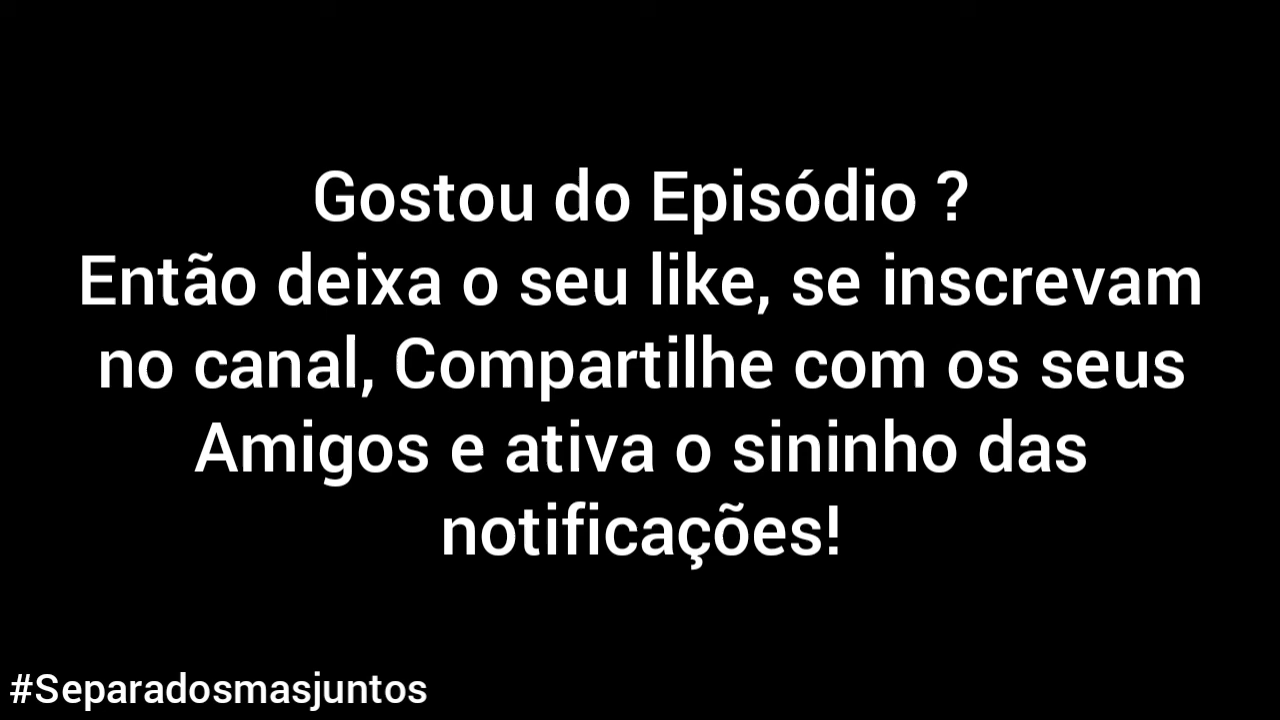 Gostou do Episódio ?
Então deixa o seu like, se inscrevam
no canal, Compartilhe com os seus
Amigos e ativa o sininho das
notificações!
#Separadosmasjuntos